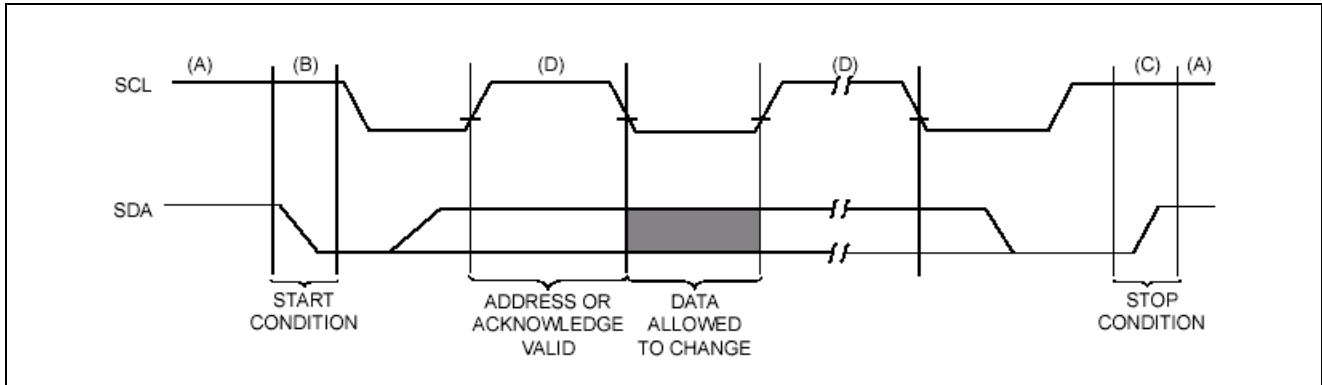 (A) (B) (D) (D) (C) (A)
SCL
SDA
START
CONDITION
ADDRESS OR
ACKNOWLEDGE
VALID
DATA
ALLOWED
TO CHANGE
STOP
CONDITION